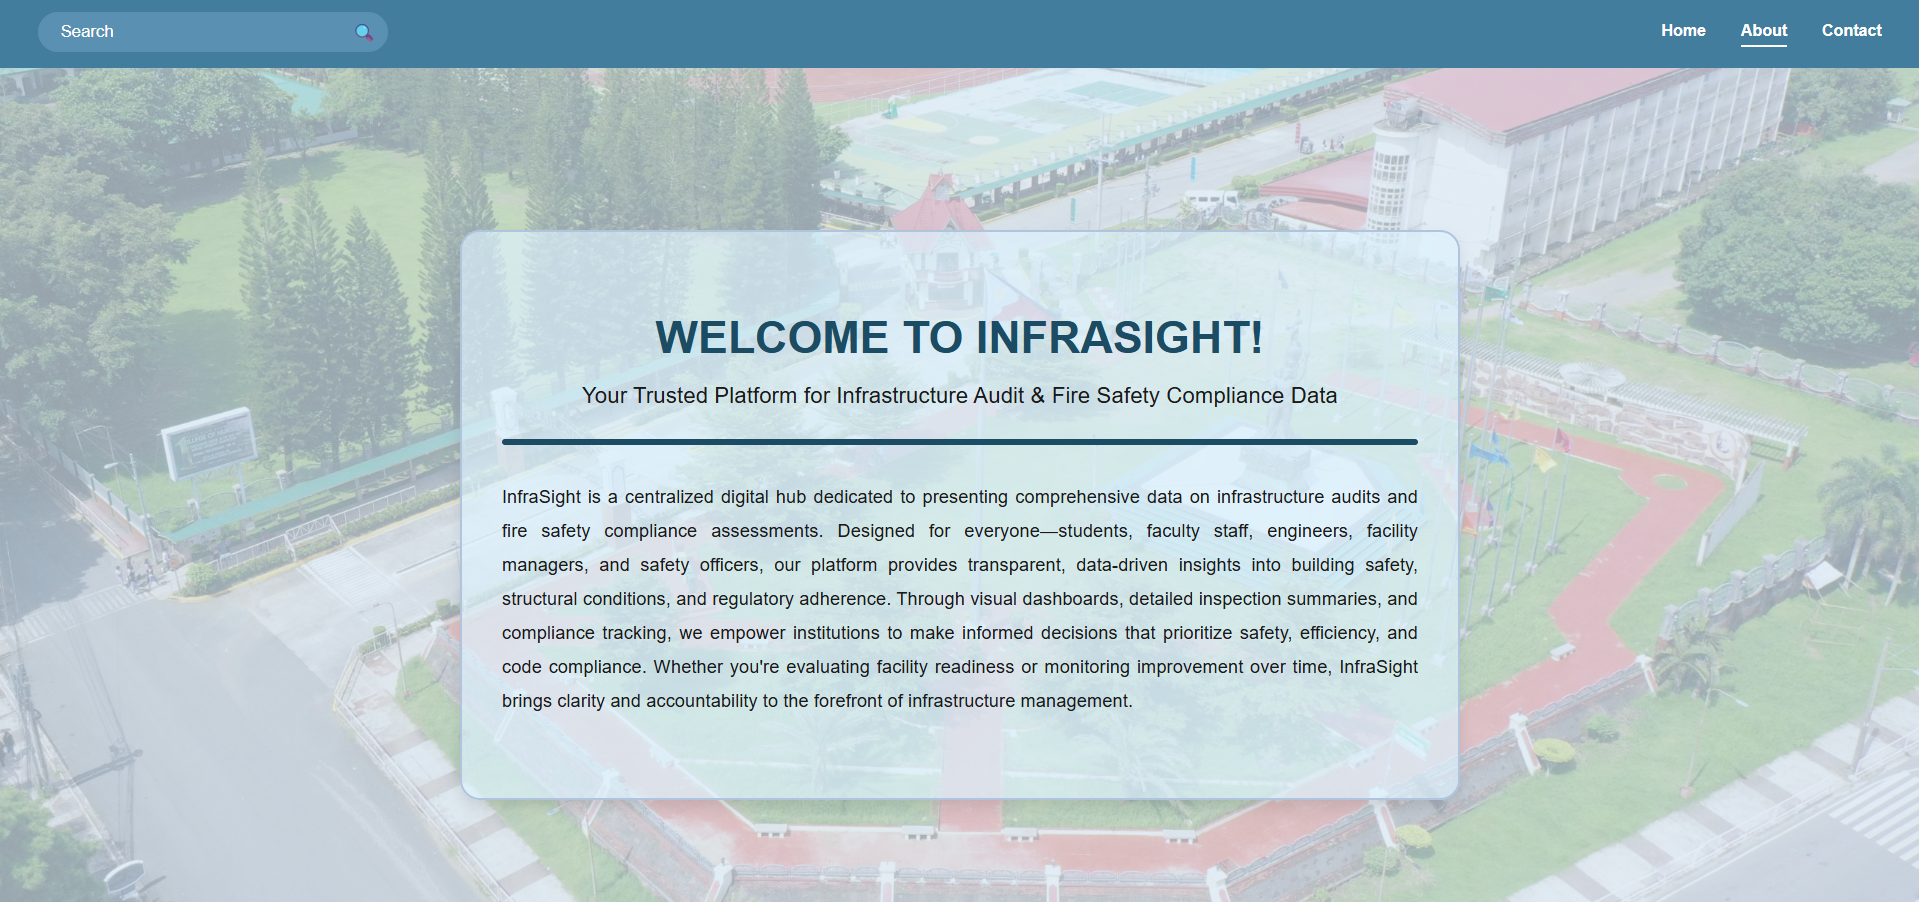 Search
Home About Contact
WELCOME TO INFRASIGHT!
Your Trusted Platform for Infrastructure Audit & Fire Safety Compliance Data
InfraSight is a centralized digital hub dedicated to presenting comprehensive data on infrastructure audits and
fire safety compliance assessments. Designed for everyone—students, faculty staff, engineers, facility
managers, and safety officers, our platform provides transparent, data-driven insights into building safety,
structural conditions, and regulatory adherence. Through visual dashboards, detailed inspection summaries, and
compliance tracking, we empower institutions to make informed decisions that prioritize safety, efficiency, and
code compliance. Whether you're evaluating facility readiness or monitoring improvement over time, InfraSight
brings clarity and accountability to the forefront of infrastructure management.